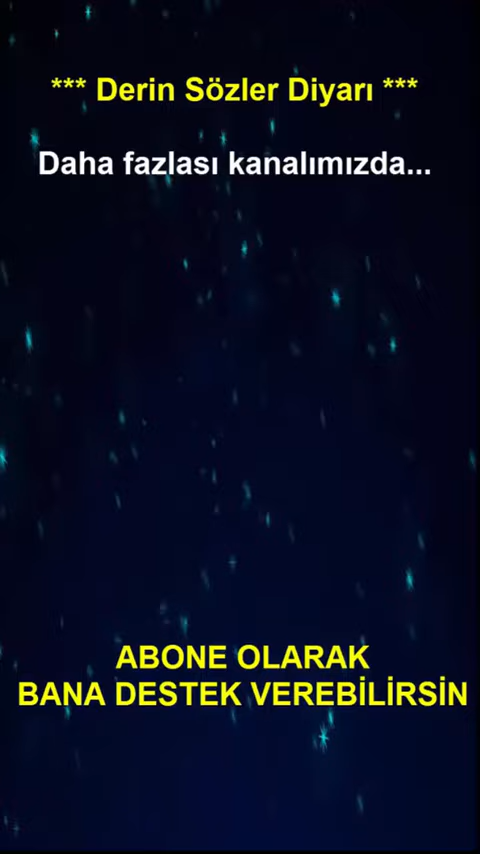 *** Derin Sözler Diyarı ***
Daha fazlası kanalımızda...
ABONE OLARAK
BANA DESTEK VEREBİLİRSİN